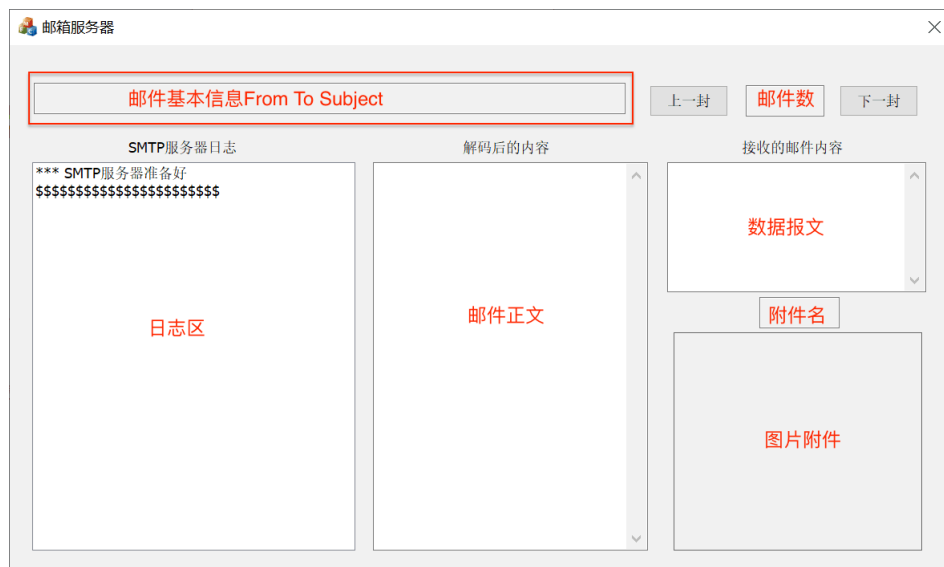 邮箱服务器
邮件基本信息From To Subject
上一封
邮件数
下一封
SMTP服务器日志
解码后的内容
接收的邮件内容
*** SMTP服务器准备好
$$$$$$$$$$$$$$$$$$$$$$$
数据报文
附件名
日志区
邮件正文
图片附件